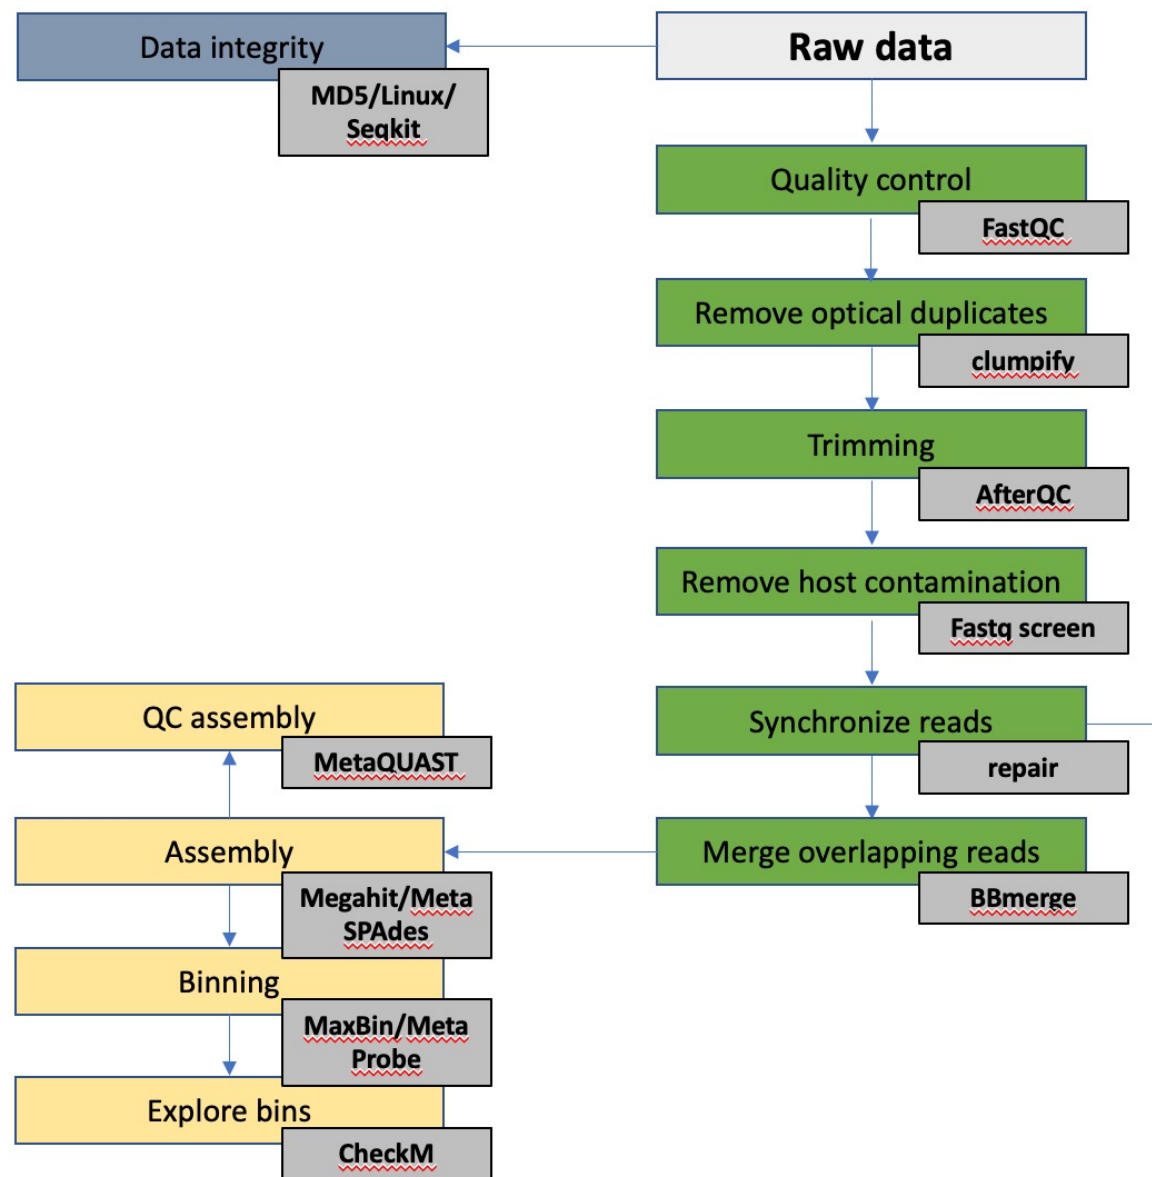 Data integrity
MD5/Linux/
Seqkit
Raw data
Quality control
FastQC
Remove optical duplicates
clumpify
Trimming
AfterQC
Remove host contamination
Fastq screen
Synchronize reads
repair
Merge overlapping reads
BBmerge
QC assembly
MetaQUAST
Assembly
Megahit/Meta
SPAdes
Binning
MaxBin/Meta
Probe
Explore bins
CheckM